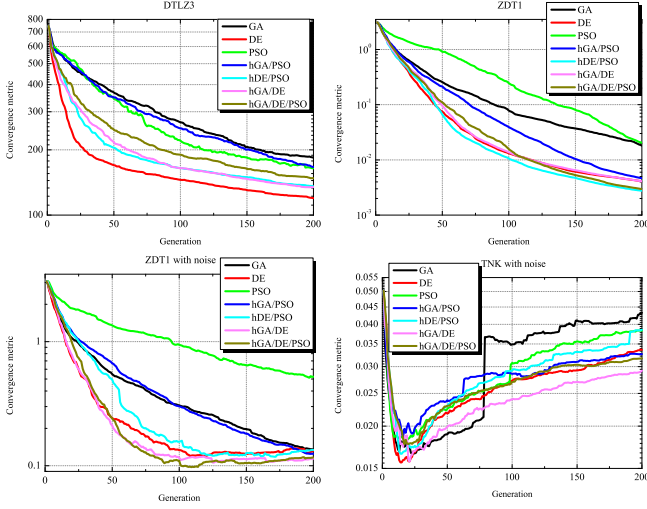 DTLZ3
800
700
600
500
400
300
200
100
0
50
100
150
200
Convergence metric
Generation
GA
DE
PSO
hGA/PSO
hDE/PSO
hGA/DE
hGA/DE/PSO
ZDT1
10^0
10^-1
10^-2
10^-3
0
50
100
150
200
Convergence metric
Generation
GA
DE
PSO
hGA/PSO
hDE/PSO
hGA/DE
hGA/DE/PSO
ZDT1 with noise
1
0.1
0
50
100
150
200
Convergence metric
Generation
GA
DE
PSO
hGA/PSO
hDE/PSO
hGA/DE
hGA/DE/PSO
TNK with noise
0.055
0.050
0.045
0.040
0.035
0.030
0.025
0.020
0.015
0
50
100
150
200
Convergence metric
Generation
GA
DE
PSO
hGA/PSO
hDE/PSO
hGA/DE
hGA/DE/PSO